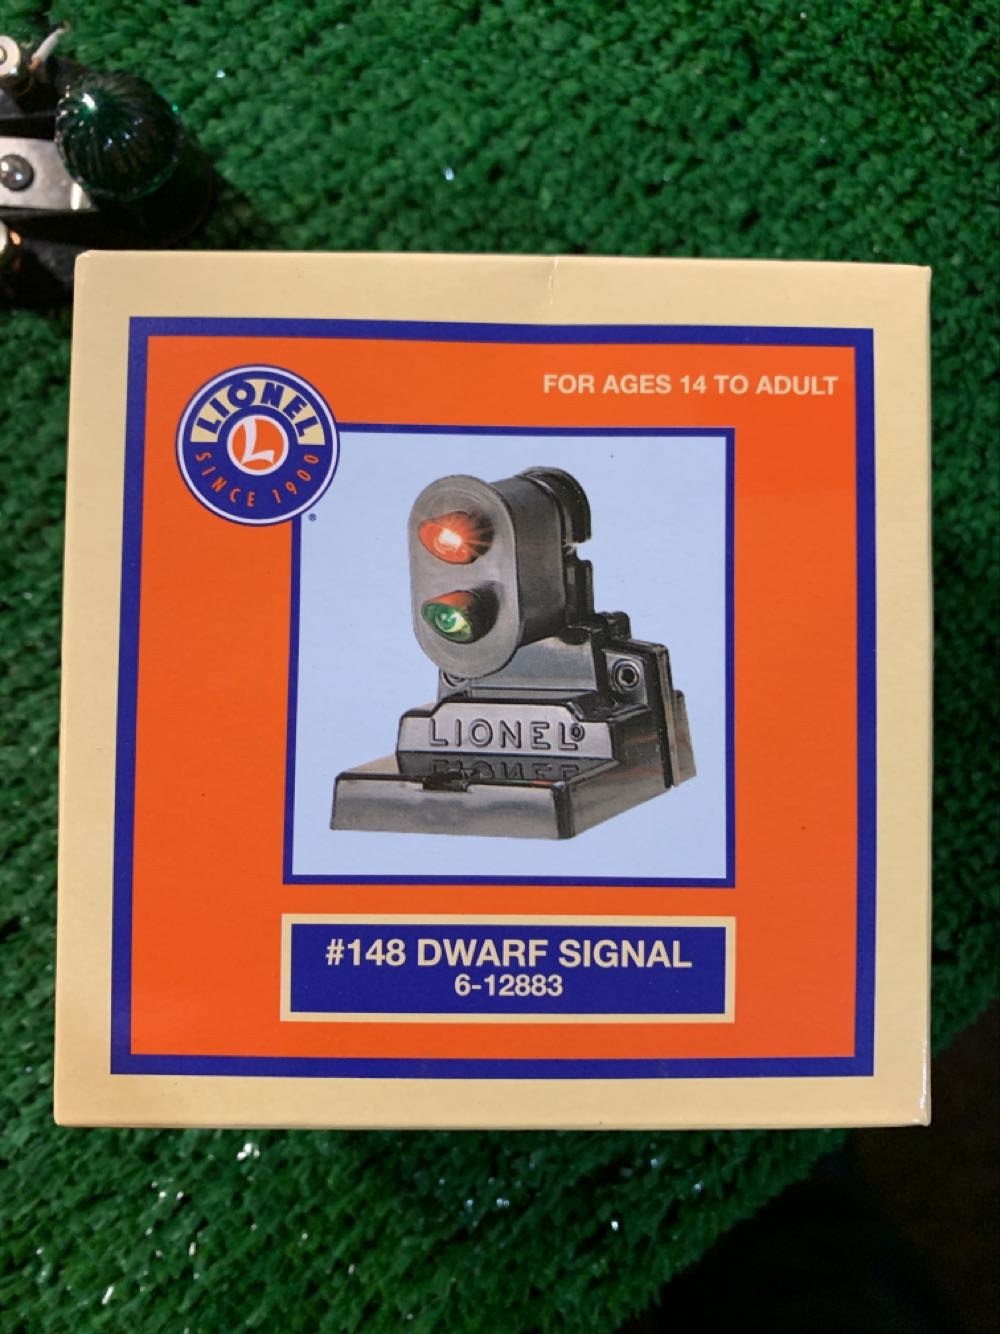 FOR AGES 14 TO ADULT
LIONEL
L
SINCE 1900
®
LIONEL®
#148 DWARF SIGNAL
6-12883